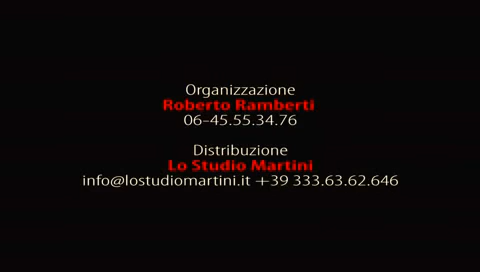 Organizzazione
Roberto Ramberti
06-45.55.34.76
Distribuzione
Lo Studio Martini
info@lostudiomartini.it +39 333.63.62.646